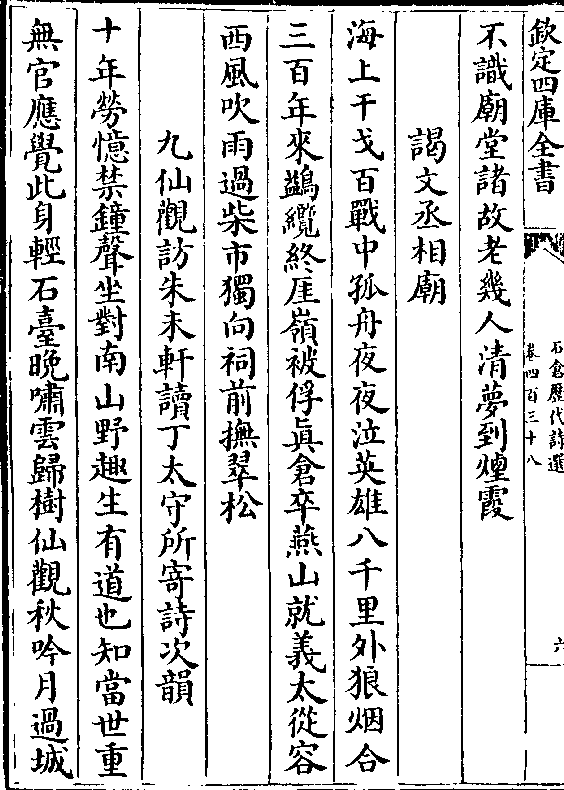 欽定四庫全書
石倉歷代詩選
卷四百三十八
六
不識廟堂諸故老幾人清夢到煙霞
謁文丞相廟
海上干戈百戰中孤舟夜夜泣英雄八千里外狼烟合
三百年來鷁纜終厓嶺被俘眞倉卒燕山就義太從容
西風吹雨過柴市獨向祠前撫翠松
九仙觀訪朱未軒讀丁太守所寄詩次韻
十年勞憶禁鐘聲坐對南山野趣生有道也知當世重
無官應覺此身輕石臺晚嘯雲歸樹仙觀秋吟月過城